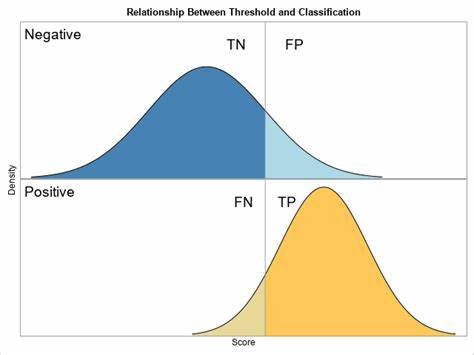 Relationship Between Threshold and Classification
Negative
TN FP
Density
Positive
FN TP
Score